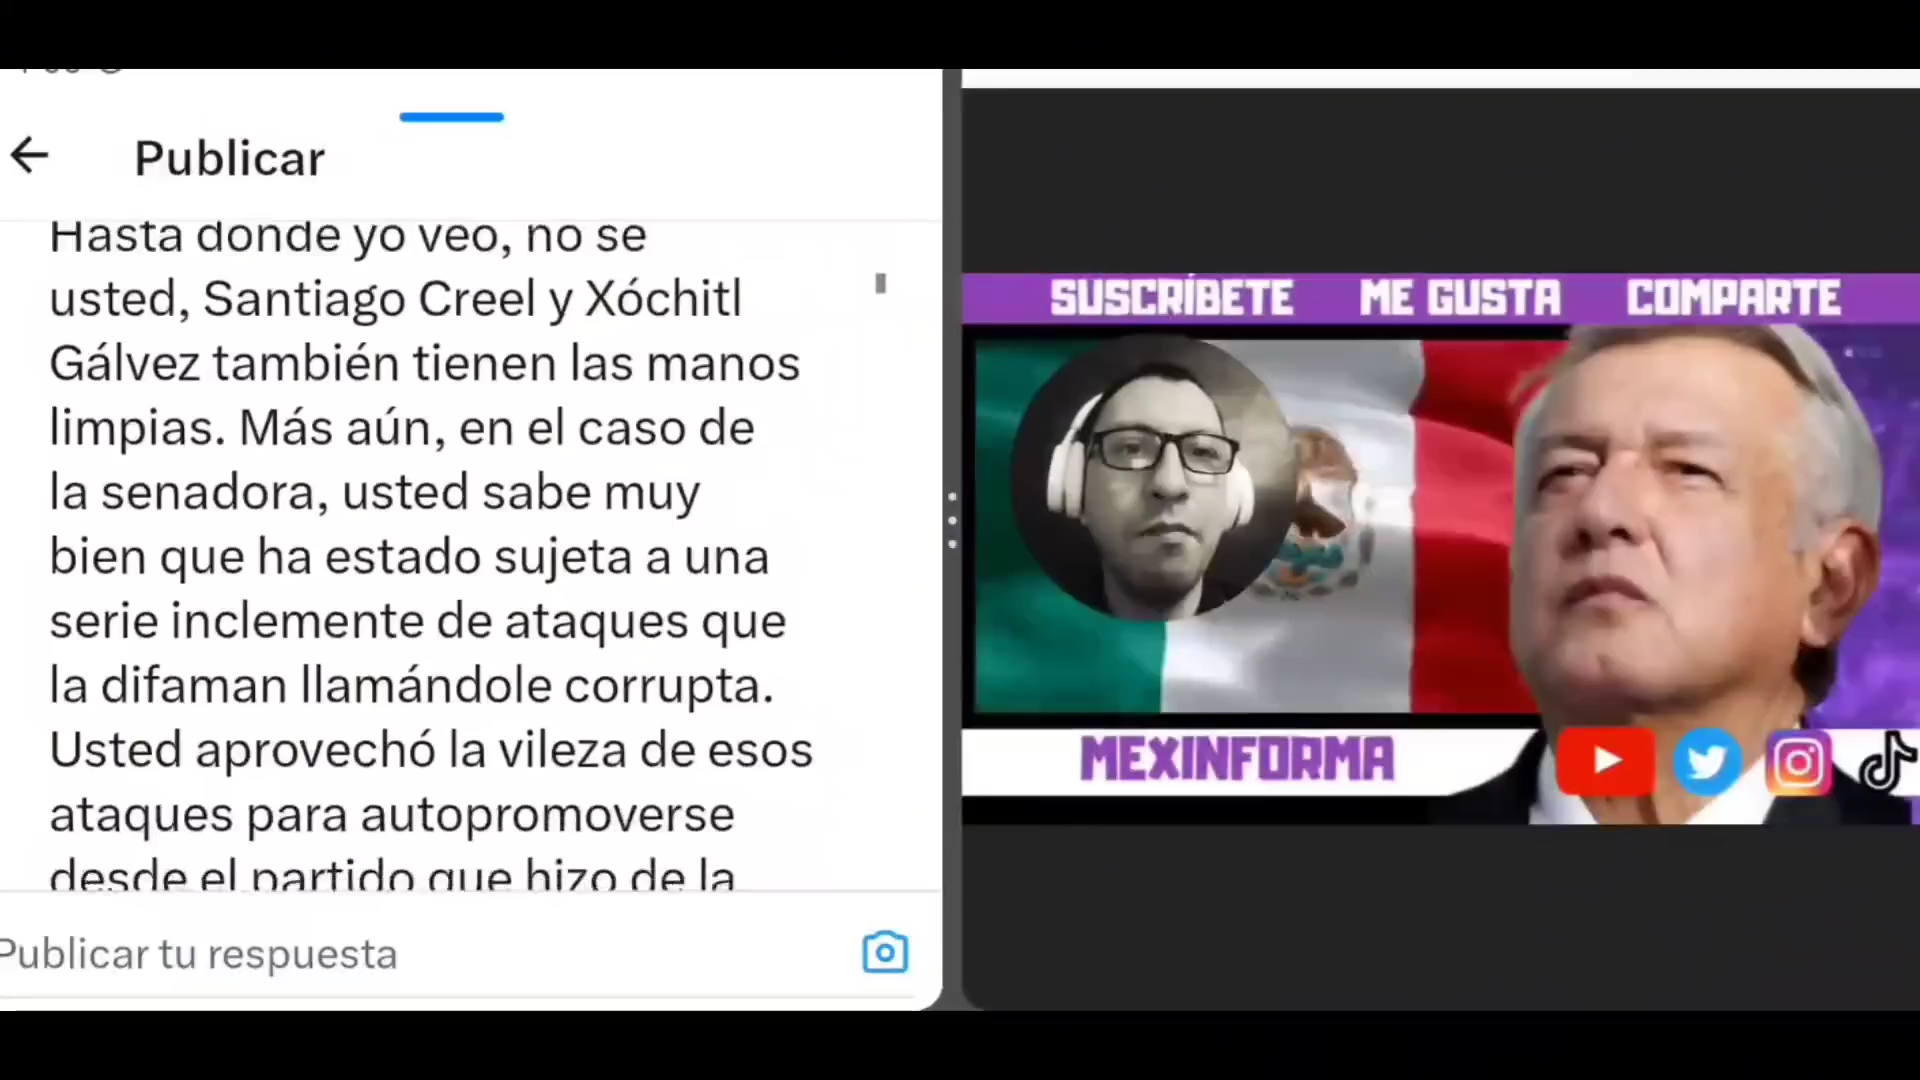 Publicar
Hasta donde yo veo, no se
usted, Santiago Creel y Xóchitl
Gálvez también tienen las manos
limpias. Más aún, en el caso de
la senadora, usted sabe muy
bien que ha estado sujeta a una
serie inclemente de ataques que
la difaman llamándole corrupta.
Usted aprovechó la vileza de esos
ataques para autopromoverse
desde el partido que hizo de la
Publicar tu respuesta
SUSCRÍBETE ME GUSTA COMPARTE
MEXINFORMA